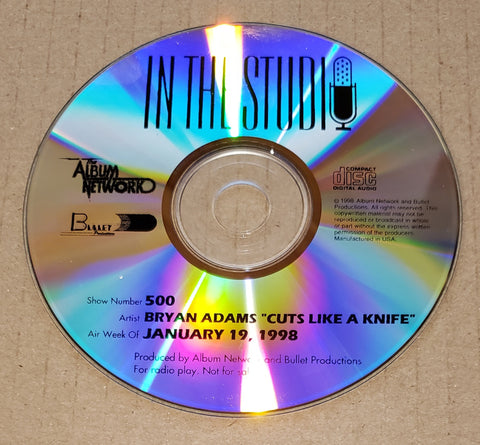 IN THE STUDIO
THE
ALBUM
NETWORK
BULLET
Productions
COMPACT
disc
DIGITAL AUDIO
© 1998 Album Network and Bullet
Productions. All rights reserved. This
copywritten material may not be
reproduced or broadcast in whole
or part without the express written
permission of the producers.
Manufactured in USA.
Show Number 500
Artist BRYAN ADAMS "CUTS LIKE A KNIFE"
Air Week Of JANUARY 19, 1998
Produced by Album Network and Bullet Productions
For radio play. Not for sale